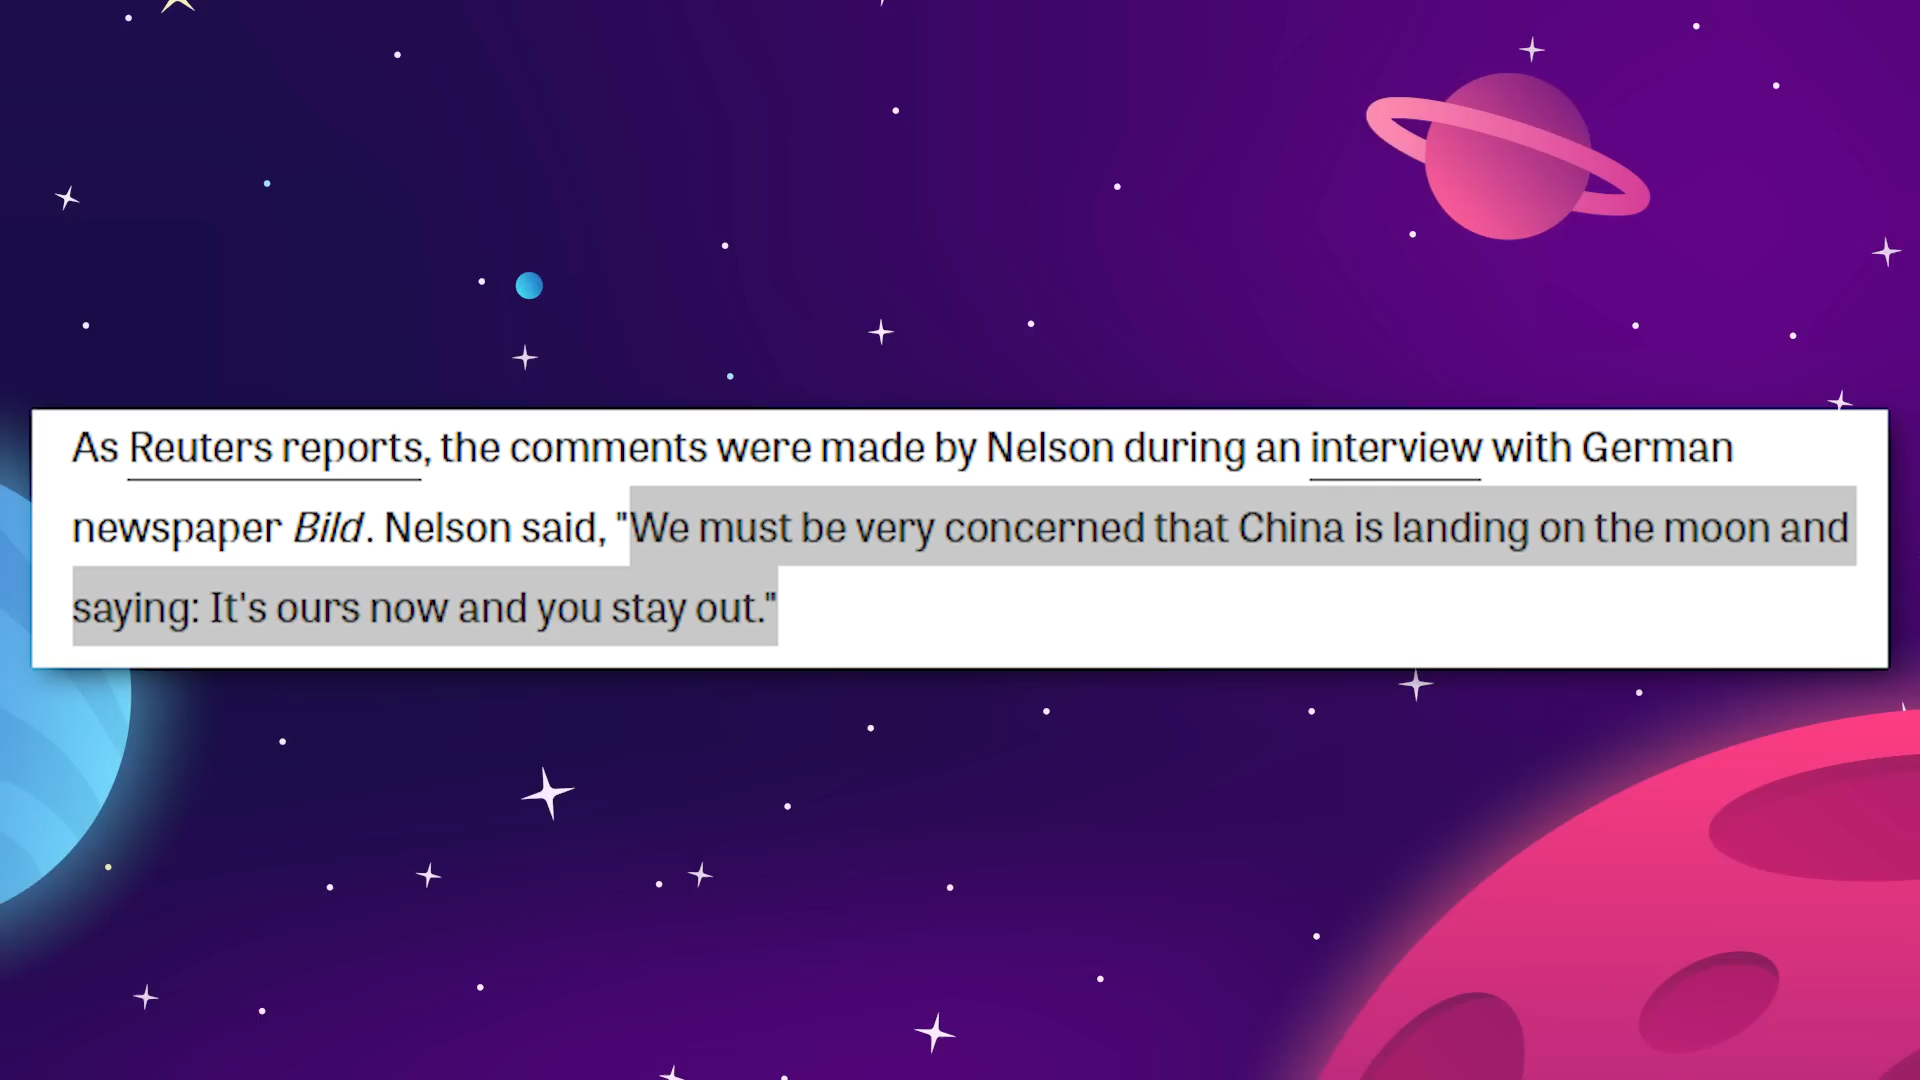 As Reuters reports, the comments were made by Nelson during an interview with German
newspaper Bild. Nelson said, "We must be very concerned that China is landing on the moon and
saying: It's ours now and you stay out."